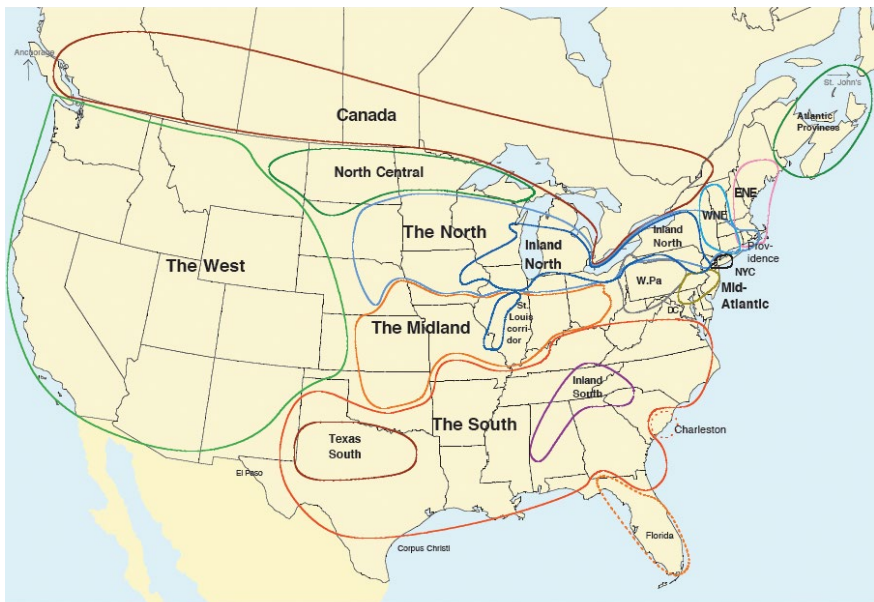 Anchorage
St. John's
Canada
Atlantic
Provinces
North Central
ENE
WNE
The North
Inland
North
Inland
North
Prov-
idence
The West
W.Pa
NYC
Mid-
Atlantic
DC
St.
Louis
corri-
dor
The Midland
Inland
South
The South
Charleston
Texas
South
El Paso
Florida
Corpus Christi